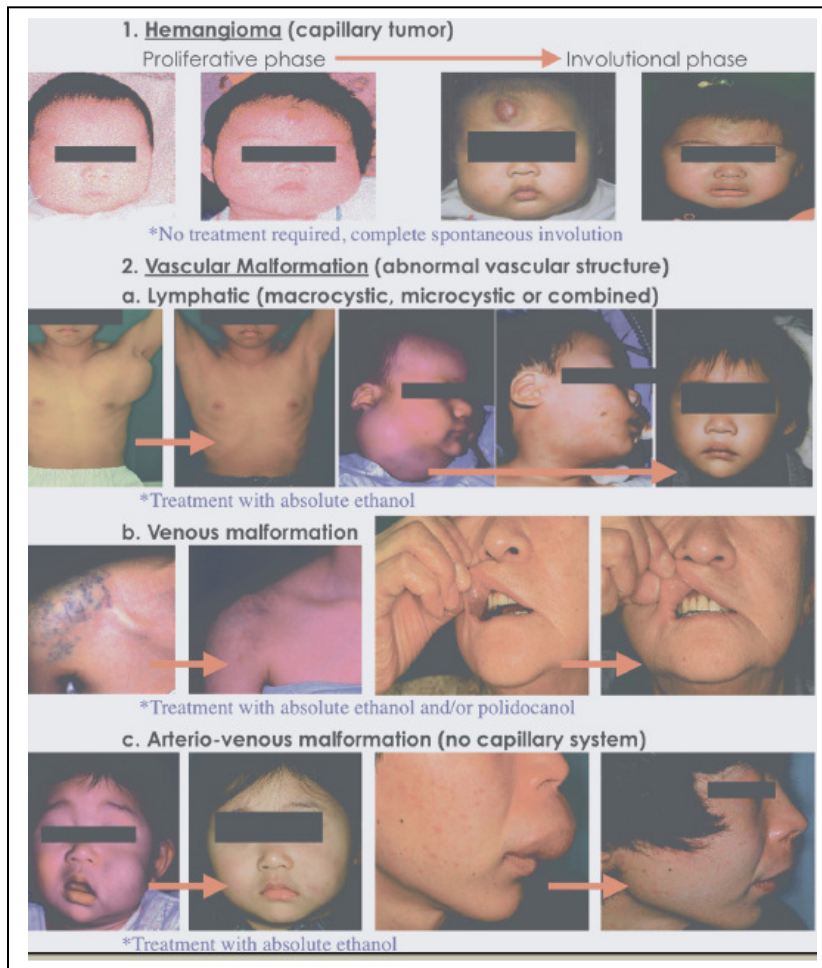 1. Hemangioma (capillary tumor)
Proliferative phase Involutional phase
*No treatment required, complete spontaneous involution
2. Vascular Malformation (abnormal vascular structure)
a. Lymphatic (macrocystic, microcystic or combined)
*Treatment with absolute ethanol
b. Venous malformation
*Treatment with absolute ethanol and/or polidocanol
c. Arterio-venous malformation (no capillary system)
*Treatment with absolute ethanol